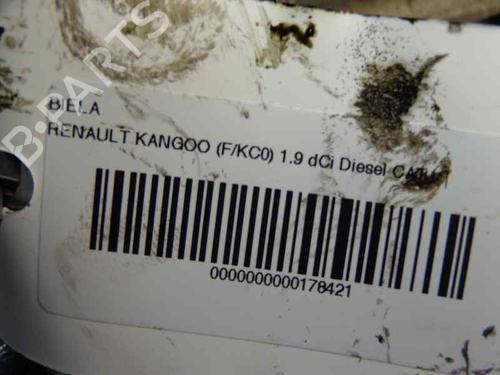 B-PARTS
BIELA
RENAULT KANGOO (F/KC0) 1.9 dCi Diesel
0000000000178421